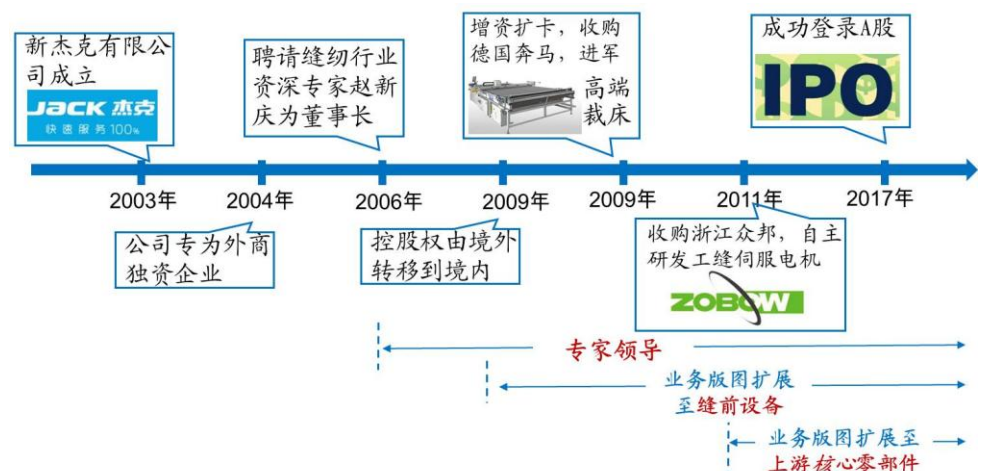 新杰克有限公
司成立
JACK 杰克
快速服务100%
聘请缝纫行业
资深专家赵新
庆为董事长
增资扩卡，收购
德国奔马，进军
高端
裁床
成功登录A股
IPO
2003年
2004年
2006年
2009年
2009年
2011年
2017年
公司专为外商
独资企业
控股权由境外
转移到境内
收购浙江众邦，自主
研发工缝伺服电机
ZOBOW
专家领导
业务版图扩展
至缝前设备
业务版图扩展至
上游核心零部件